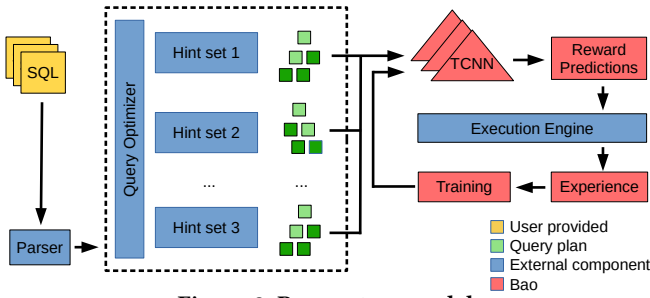 SQL
Parser
Query Optimizer
Hint set 1
Hint set 2
...
...
Hint set 3
TCNN
Reward
Predictions
Execution Engine
Training
Experience
User provided
Query plan
External component
Bao